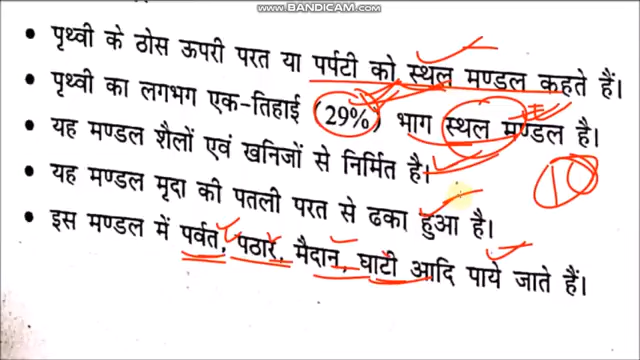 www.BANDICAM.com
• पृथ्वी के ठोस ऊपरी परत या पर्पटी को स्थल मण्डल कहते हैं।
• पृथ्वी का लगभग एक-तिहाई (29%) भाग स्थल मण्डल है।
• यह मण्डल शैलों एवं खनिजों से निर्मित है।
• यह मण्डल मृदा की पतली परत से ढका हुआ है।
• इस मण्डल में पर्वत, पठार, मैदान, घाटी आदि पाये जाते हैं।